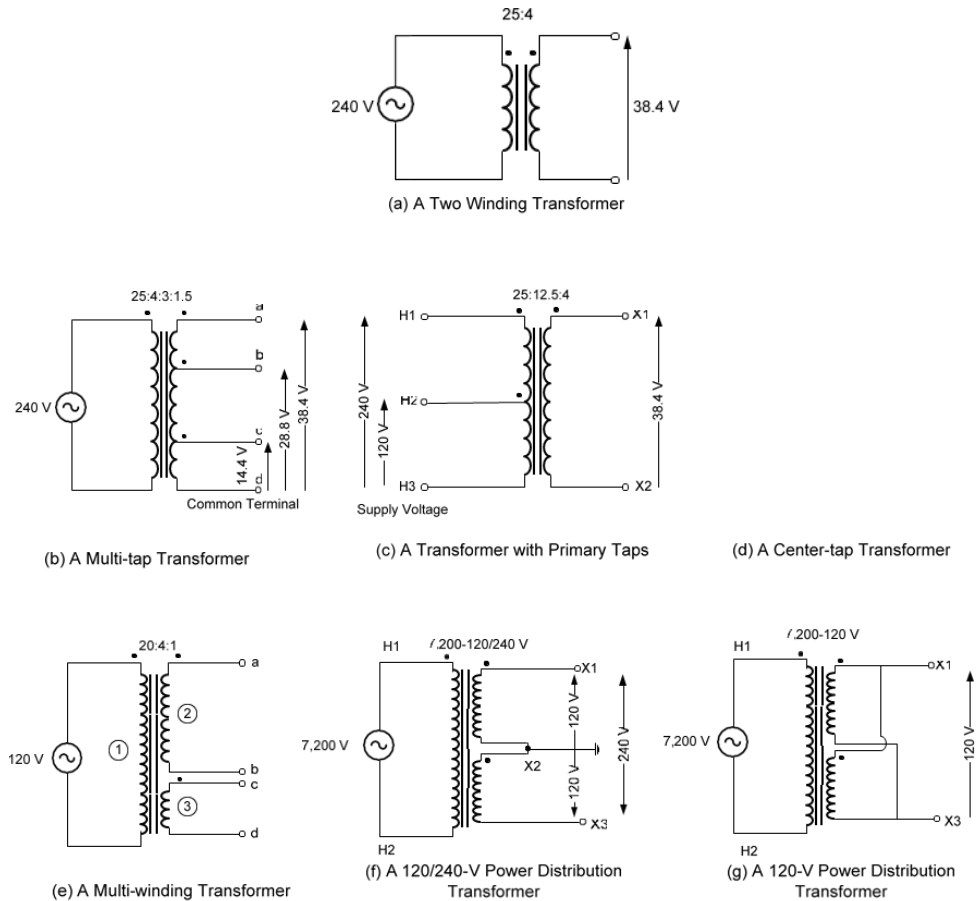 25:4
240 V
38.4 V
(a) A Two Winding Transformer
25:4:3:1.5
a
b
c
d
240 V
14.4 V
28.8 V
38.4 V
Common Terminal
(b) A Multi-tap Transformer
25:12.5:4
H1
H2
H3
240 V
120 V
X1
X2
38.4 V
Supply Voltage
(c) A Transformer with Primary Taps
(d) A Center-tap Transformer
20:4:1
120 V
1
2
3
a
b
c
d
(e) A Multi-winding Transformer
H1
7,200-120/240 V
7,200 V
H2
X1
X2
X3
120 V
120 V
240 V
(f) A 120/240-V Power Distribution
Transformer
H1
7,200-120 V
7,200 V
H2
X1
X3
120 V
(g) A 120-V Power Distribution
Transformer